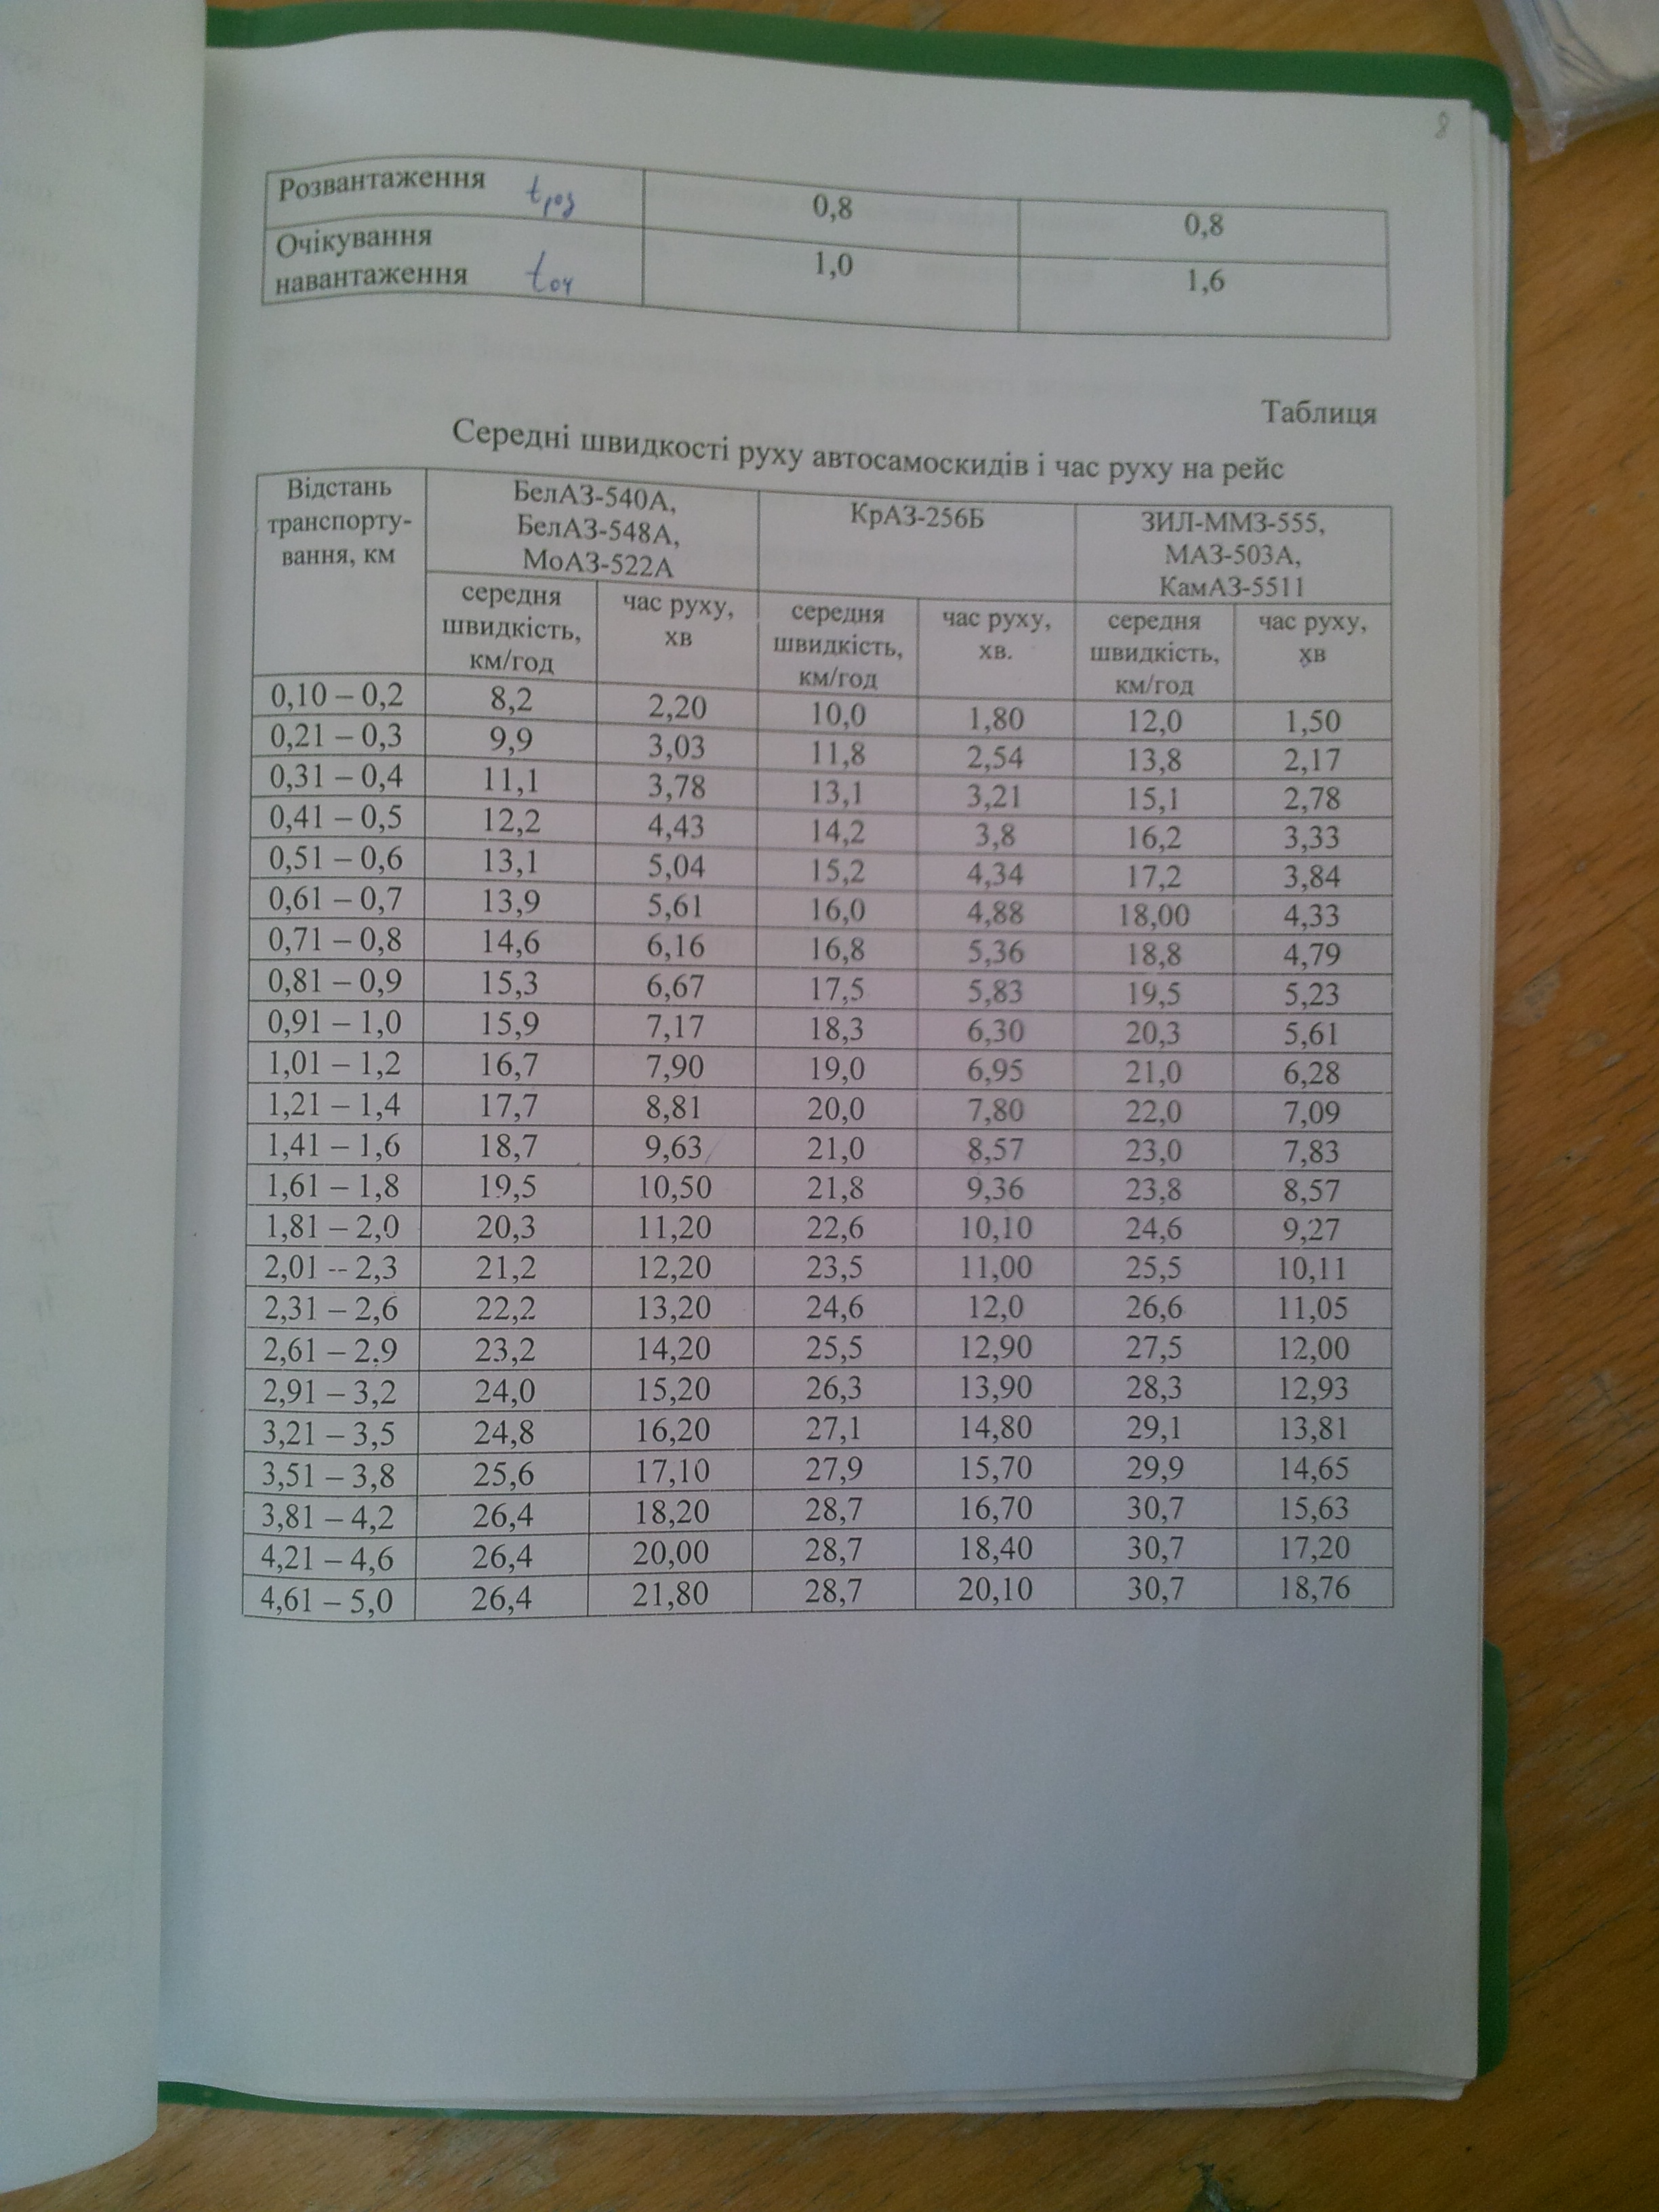 8
Розвантаження tроз 0,8 0,8
Очікування
навантаження tоч 1,0 1,6
Таблиця
Середні швидкості руху автосамоскидів і час руху на рейс
Відстань
транспорту-
вання, км
БелАЗ-540А,
БелАЗ-548А,
МоАЗ-522А
КрАЗ-256Б
ЗИЛ-ММЗ-555,
МАЗ-503А,
КамАЗ-5511
середня
швидкість,
км/год
час руху,
хв
середня
швидкість,
км/год
час руху,
хв.
середня
швидкість,
км/год
час руху,
хв
0,10 – 0,2 8,2 2,20 10,0 1,80 12,0 1,50
0,21 – 0,3 9,9 3,03 11,8 2,54 13,8 2,17
0,31 – 0,4 11,1 3,78 13,1 3,21 15,1 2,78
0,41 – 0,5 12,2 4,43 14,2 3,8 16,2 3,33
0,51 – 0,6 13,1 5,04 15,2 4,34 17,2 3,84
0,61 – 0,7 13,9 5,61 16,0 4,88 18,00 4,33
0,71 – 0,8 14,6 6,16 16,8 5,36 18,8 4,79
0,81 – 0,9 15,3 6,67 17,5 5,83 19,5 5,23
0,91 – 1,0 15,9 7,17 18,3 6,30 20,3 5,61
1,01 – 1,2 16,7 7,90 19,0 6,95 21,0 6,28
1,21 – 1,4 17,7 8,81 20,0 7,80 22,0 7,09
1,41 – 1,6 18,7 9,63 21,0 8,57 23,0 7,83
1,61 – 1,8 19,5 10,50 21,8 9,36 23,8 8,57
1,81 – 2,0 20,3 11,20 22,6 10,10 24,6 9,27
2,01 -- 2,3 21,2 12,20 23,5 11,00 25,5 10,11
2,31 – 2,6 22,2 13,20 24,6 12,0 26,6 11,05
2,61 – 2,9 23,2 14,20 25,5 12,90 27,5 12,00
2,91 – 3,2 24,0 15,20 26,3 13,90 28,3 12,93
3,21 – 3,5 24,8 16,20 27,1 14,80 29,1 13,81
3,51 – 3,8 25,6 17,10 27,9 15,70 29,9 14,65
3,81 – 4,2 26,4 18,20 28,7 16,70 30,7 15,63
4,21 – 4,6 26,4 20,00 28,7 18,40 30,7 17,20
4,61 – 5,0 26,4 21,80 28,7 20,10 30,7 18,76